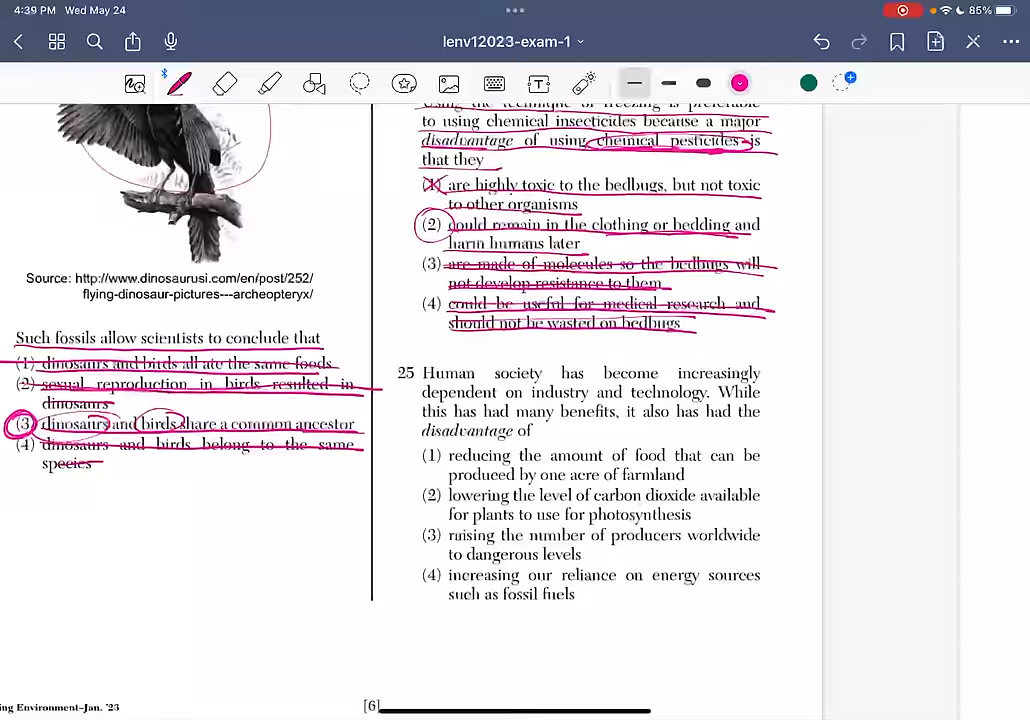 4:39 PM Wed May 24
85%
lenv12023-exam-1
Source: http://www.dinosaurusi.com/en/post/252/
flying-dinosaur-pictures---archeopteryx/
Such fossils allow scientists to conclude that
(1) dinosaurs and birds all ate the same foods
(2) sexual reproduction in birds resulted in
dinosaurs
(3) dinosaurs and birds share a common ancestor
(4) dinosaurs and birds belong to the same
species
Using the technique of freezing is preferable
to using chemical insecticides because a major
disadvantage of using chemical pesticides is
that they
(1) are highly toxic to the bedbugs, but not toxic
to other organisms
(2) could remain in the clothing or bedding and
harm humans later
(3) are made of molecules so the bedbugs will
not develop resistance to them
(4) could be useful for medical research and
should not be wasted on bedbugs
25 Human society has become increasingly
dependent on industry and technology. While
this has had many benefits, it also has had the
disadvantage of
(1) reducing the amount of food that can be
produced by one acre of farmland
(2) lowering the level of carbon dioxide available
for plants to use for photosynthesis
(3) raising the number of producers worldwide
to dangerous levels
(4) increasing our reliance on energy sources
such as fossil fuels
ing Environment–Jan. '23
[6]